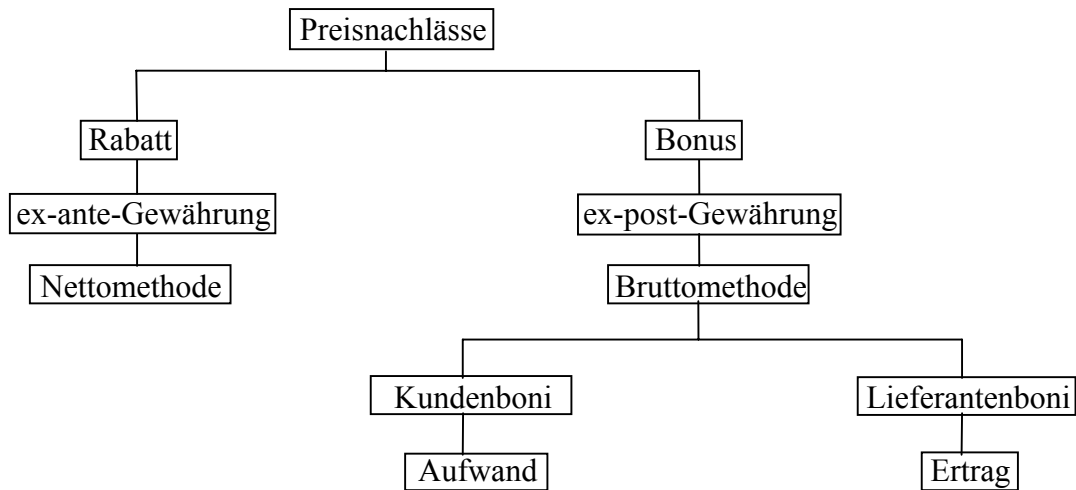 Preisnachlässe
Rabatt
Bonus
ex-ante-Gewährung
ex-post-Gewährung
Nettomethode
Bruttomethode
Kundenboni
Lieferantenboni
Aufwand
Ertrag